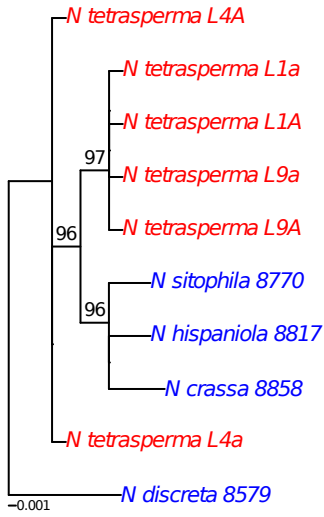 N tetrasperma L4A
N tetrasperma L1a
N tetrasperma L1A
97
N tetrasperma L9a
N tetrasperma L9A
96
N sitophila 8770
96
N hispaniola 8817
N crassa 8858
N tetrasperma L4a
N discreta 8579
0.001